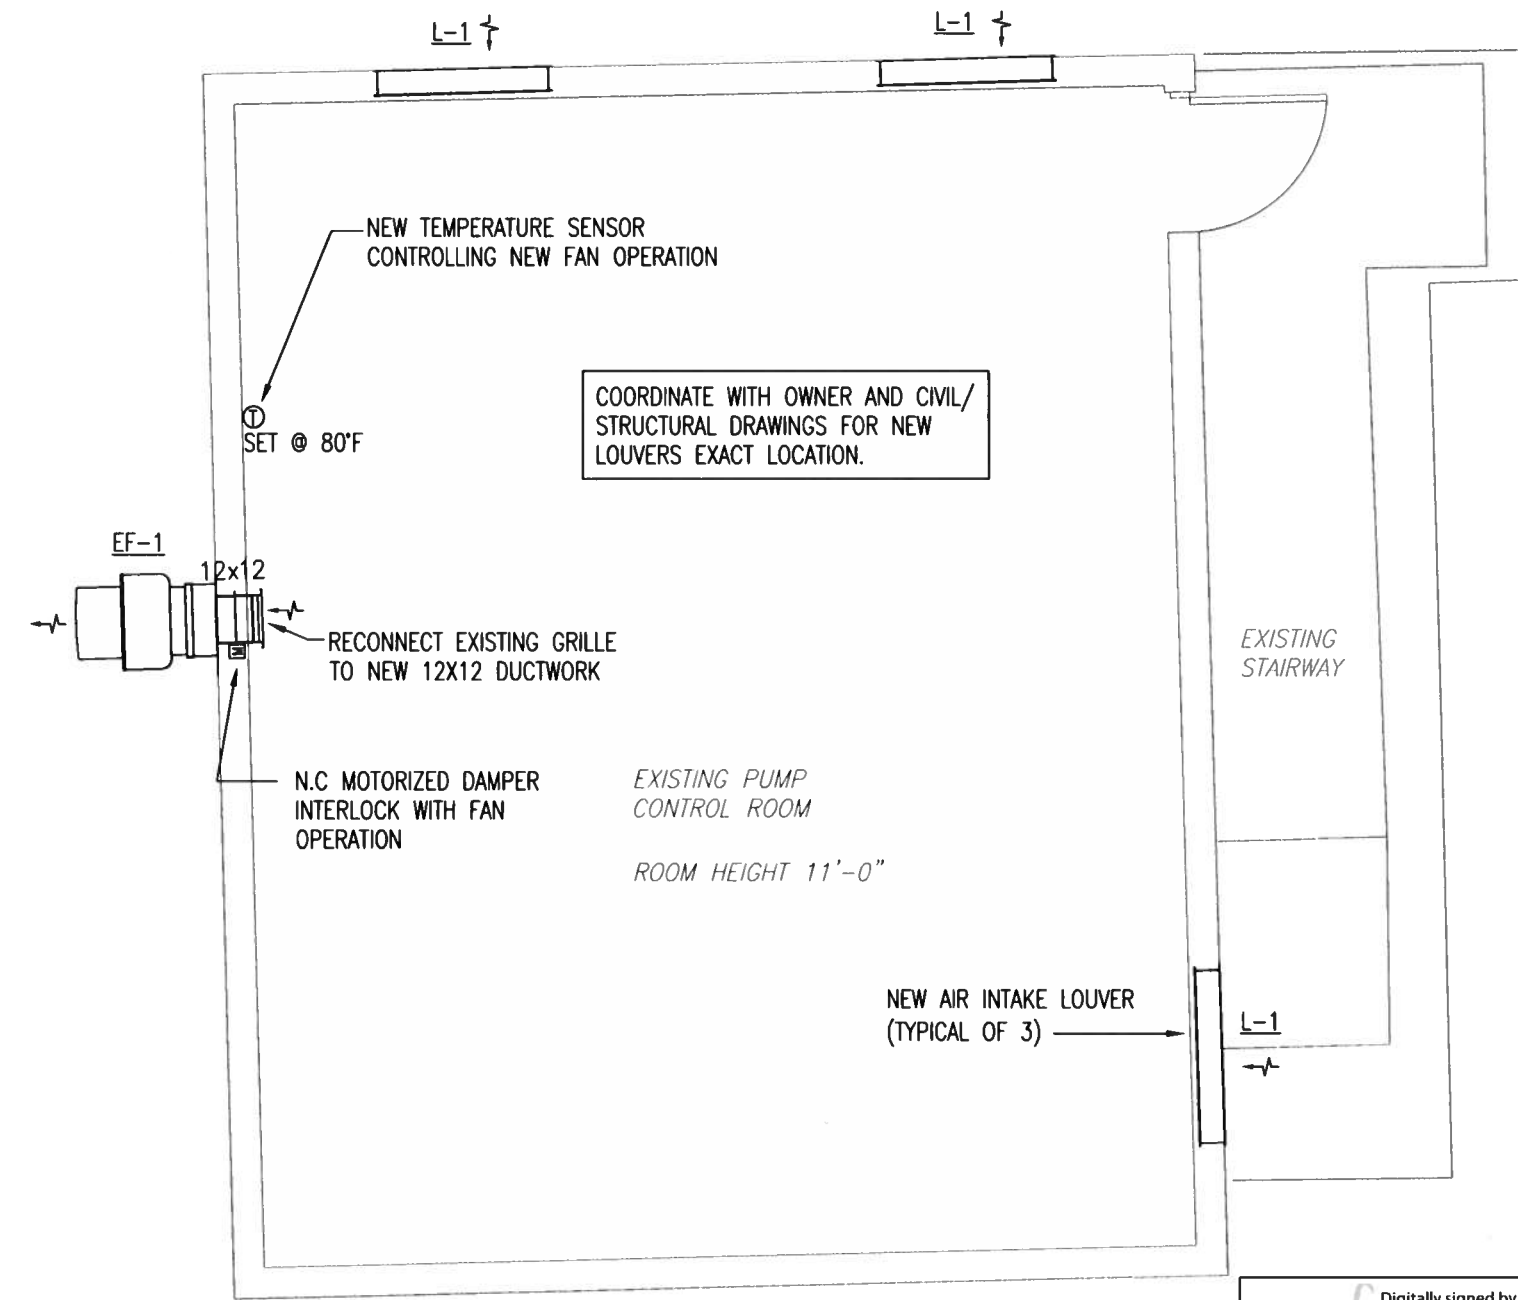 L-1
L-1
NEW TEMPERATURE SENSOR
CONTROLLING NEW FAN OPERATION
COORDINATE WITH OWNER AND CIVIL/
STRUCTURAL DRAWINGS FOR NEW
LOUVERS EXACT LOCATION.
T
SET @ 80°F
EF-1
12x12
RECONNECT EXISTING GRILLE
TO NEW 12X12 DUCTWORK
M
EXISTING
STAIRWAY
N.C MOTORIZED DAMPER
INTERLOCK WITH FAN
OPERATION
EXISTING PUMP
CONTROL ROOM
ROOM HEIGHT 11'-0"
NEW AIR INTAKE LOUVER
(TYPICAL OF 3)
L-1
Digitally signed by